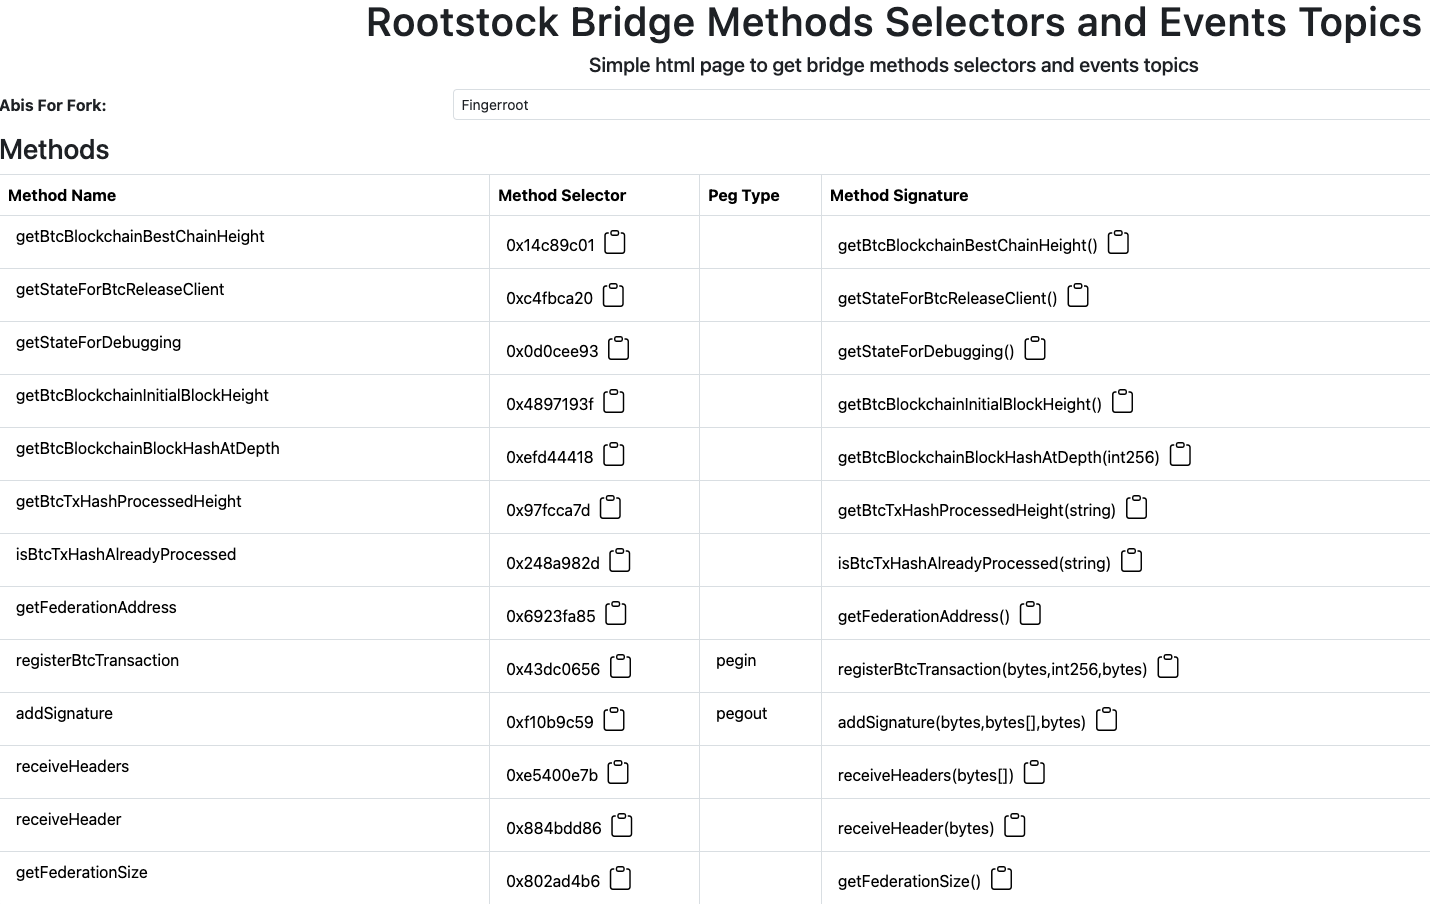 Rootstock Bridge Methods Selectors and Events Topics
Simple html page to get bridge methods selectors and events topics
Abis For Fork: Fingerroot
Methods
Method Name Method Selector Peg Type Method Signature
getBtcBlockchainBestChainHeight 0x14c89c01 getBtcBlockchainBestChainHeight()
getStateForBtcReleaseClient 0xc4fbca20 getStateForBtcReleaseClient()
getStateForDebugging 0x0d0cee93 getStateForDebugging()
getBtcBlockchainInitialBlockHeight 0x4897193f getBtcBlockchainInitialBlockHeight()
getBtcBlockchainBlockHashAtDepth 0xefd44418 getBtcBlockchainBlockHashAtDepth(int256)
getBtcTxHashProcessedHeight 0x97fcca7d getBtcTxHashProcessedHeight(string)
isBtcTxHashAlreadyProcessed 0x248a982d isBtcTxHashAlreadyProcessed(string)
getFederationAddress 0x6923fa85 getFederationAddress()
registerBtcTransaction 0x43dc0656 pegin registerBtcTransaction(bytes,int256,bytes)
addSignature 0xf10b9c59 pegout addSignature(bytes,bytes[],bytes)
receiveHeaders 0xe5400e7b receiveHeaders(bytes[])
receiveHeader 0x884bdd86 receiveHeader(bytes)
getFederationSize 0x802ad4b6 getFederationSize()